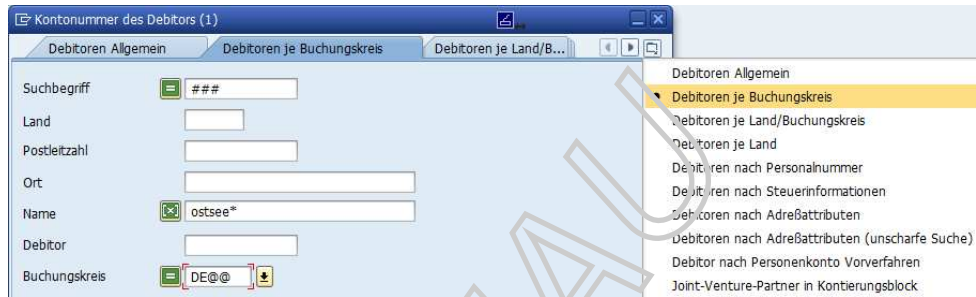 Kontonummer des Debitors (1)
Debitoren Allgemein
Debitoren je Buchungskreis
Debitoren je Land/B...
Suchbegriff = ###
Land
Postleitzahl
Ort
Name ostsee*
Debitor
Buchungskreis = DE@@
Debitoren Allgemein
Debitoren je Buchungskreis
Debitoren je Land/Buchungskreis
Debitoren je Land
Debitoren nach Personalnummer
Debitoren nach Steuerinformationen
Debitoren nach Adreßattributen
Debitoren nach Adreßattributen (unscharfe Suche)
Debitor nach Personenkonto Vorverfahren
Joint-Venture-Partner in Kontierungsblock